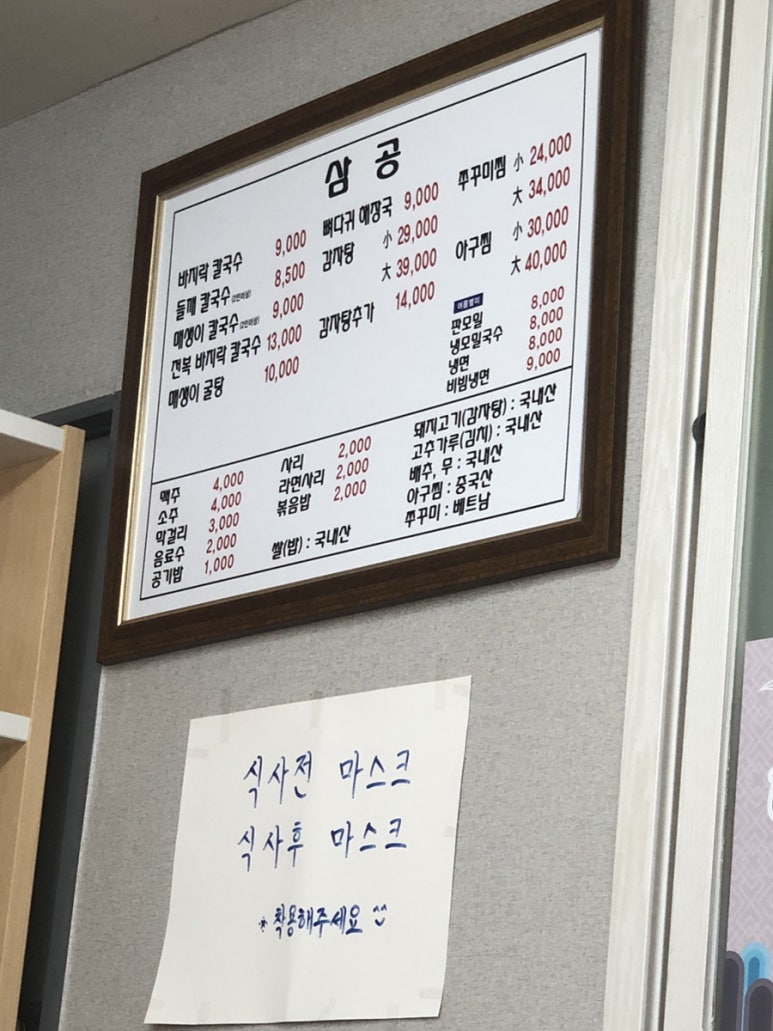 삼공
바지락 칼국수 9,000
들깨 칼국수 (2인이상) 8,500
매생이 칼국수 (2인이상) 9,000
전복 바지락 칼국수 13,000
매생이 굴탕 10,000
뼈다귀 해장국 9,000
감자탕 小 29,000
大 39,000
감자탕추가 14,000
쭈꾸미찜 小 24,000
大 34,000
아구찜 小 30,000
大 40,000
여름별미
판모밀 8,000
냉모밀국수 8,000
냉면 8,000
비빔냉면 9,000
맥주 4,000
소주 4,000
막걸리 3,000
음료수 2,000
공기밥 1,000
사리 2,000
라면사리 2,000
볶음밥 2,000
쌀(밥) : 국내산
돼지고기(감자탕) : 국내산
고추가루(김치) : 국내산
배추, 무 : 국내산
아구찜 : 중국산
쭈꾸미 : 베트남
식사전 마스크
식사후 마스크
* 착용해주세요 ^^